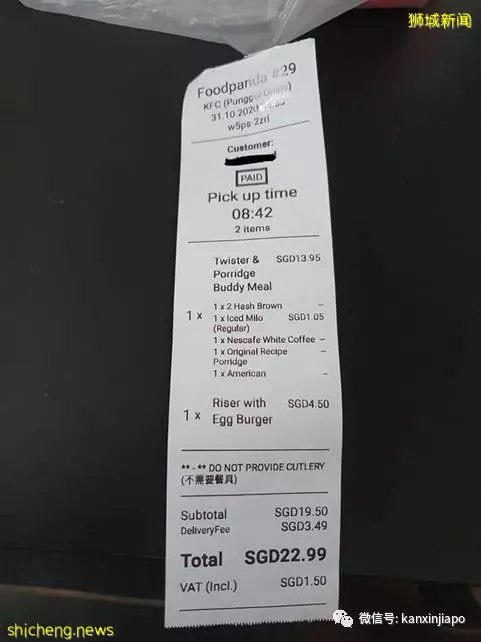 狮城新闻
Foodpanda #29
KFC (Punggol
31.10.2020
w5ps-2zri
Customer:
PAID
Pick up time
08:42
2 items
Twister & SGD13.95
Porridge
Buddy Meal
1 x 2 Hash Brown –
1 x 1 x Iced Milo SGD1.05
(Regular)
1 x Nescafe White Coffee –
1 x Original Recipe –
Porridge
1 x American –
Riser with SGD4.50
1 x Egg Burger
** - ** DO NOT PROVIDE CUTLERY
(不需要餐具)
Subtotal SGD19.50
DeliveryFee SGD3.49
Total SGD22.99
VAT (Incl.) SGD1.50
微信号: kanxinjiapo
shicheng.news